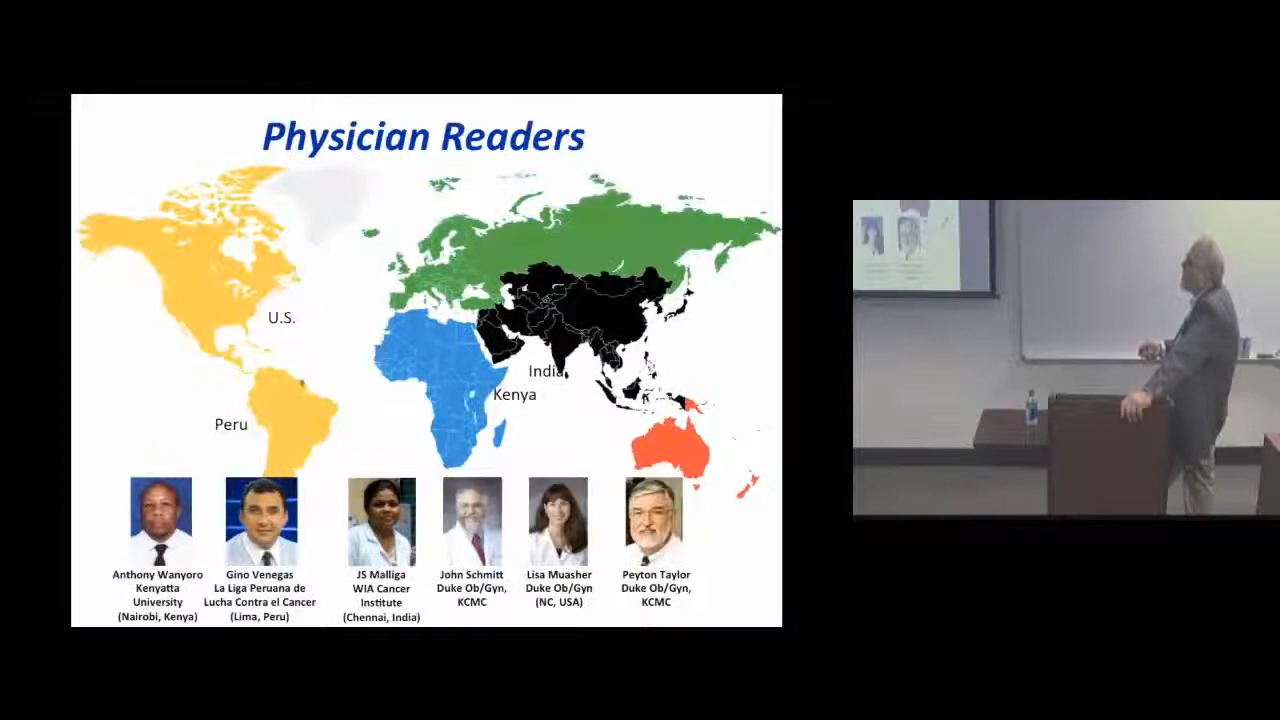 Physician Readers
U.S.
India
Kenya
Peru
Anthony Wanyoro
Kenyatta
University
(Nairobi, Kenya)
Gino Venegas
La Liga Peruana de
Lucha Contra el Cancer
(Lima, Peru)
JS Malliga
WIA Cancer
Institute
(Chennai, India)
John Schmitt
Duke Ob/Gyn,
KCMC
Lisa Muasher
Duke Ob/Gyn
(NC, USA)
Peyton Taylor
Duke Ob/Gyn,
KCMC